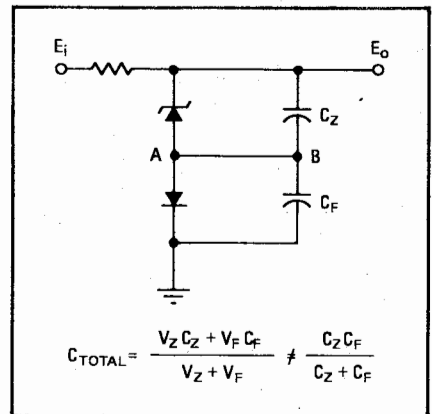 Ei Eo
CZ
A B
CF
CTOTAL = (VZ CZ + VF CF) / (VZ + VF) ≠ (CZ CF) / (CZ + CF)